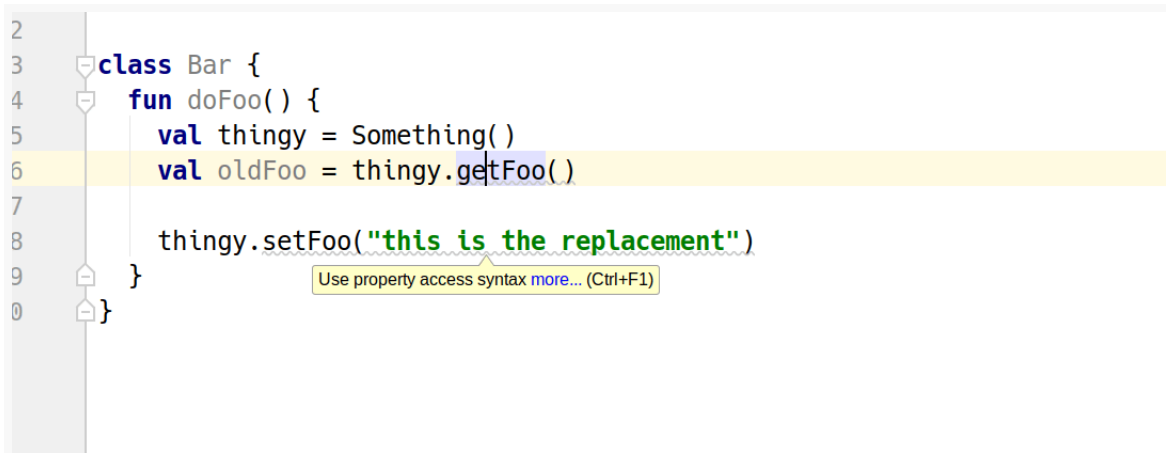 2
3 class Bar {
4 fun doFoo() {
5 val thingy = Something()
6 val oldFoo = thingy.getFoo()
7
8 thingy.setFoo("this is the replacement")
9 }
Use property access syntax more... (Ctrl+F1)
0 }